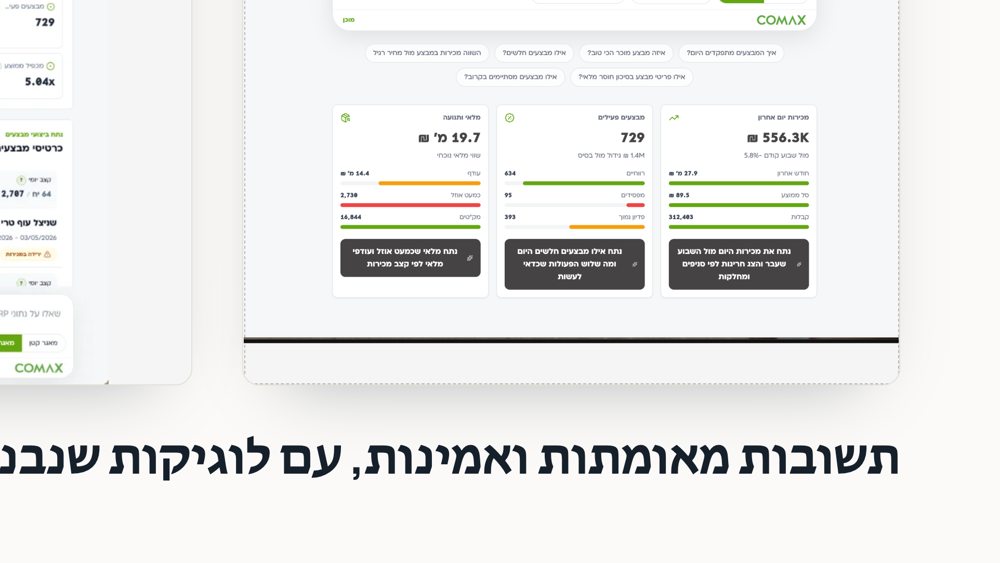 COMAX
מוכן
איך המבצעים מתפקדים היום?
איזה מבצע מוכר הכי טוב?
אילו מבצעים חלשים?
השווה מכירות במבצע מול מחיר רגיל
אילו פריטי מבצע בסיכון חוסר מלאי?
אילו מבצעים מסתיימים בקרוב?
מכירות יום אחרון
556.3K ₪
מול שבוע קודם -5.8%
חודש אחרון
27.9 מ' ₪
סל ממוצע
89.5 ₪
קבלות
312,403
נתח את מכירות היום מול השבוע
שעבר והצג חריגות לפי סניפים
ומחלקות
מבצעים פעילים
729
1.4M ₪ גידול מול בסיס
רווחיים
634
מפסידים
95
פדיון נמוך
393
נתח אילו מבצעים חלשים היום
ומה שלוש הפעולות שכדאי
לעשות
מלאי ותנועה
19.7 מ' ₪
שווי מלאי נוכחי
עודף
14.4 מ' ₪
כמעט אוזל
2,730
מק"טים
16,844
נתח מלאי שכמעט אוזל ועודפי
מלאי לפי קצב מכירות
מבצעים פעי...
729
מכפיל ממוצע
5.04x
נתח ביצועי מבצעים
כרטיסי מבצעי
קצב יומי ?
64 יח / 2,707
שניצל עוף טרי
03/05/2026 - 026
ירידה במכירות
קצב יומי ?
שאלו על נתוני RP
מאגר קטן
מאגר
COMAX
תשובות מאומתות ואמינות, עם לוגיקות שנבנ